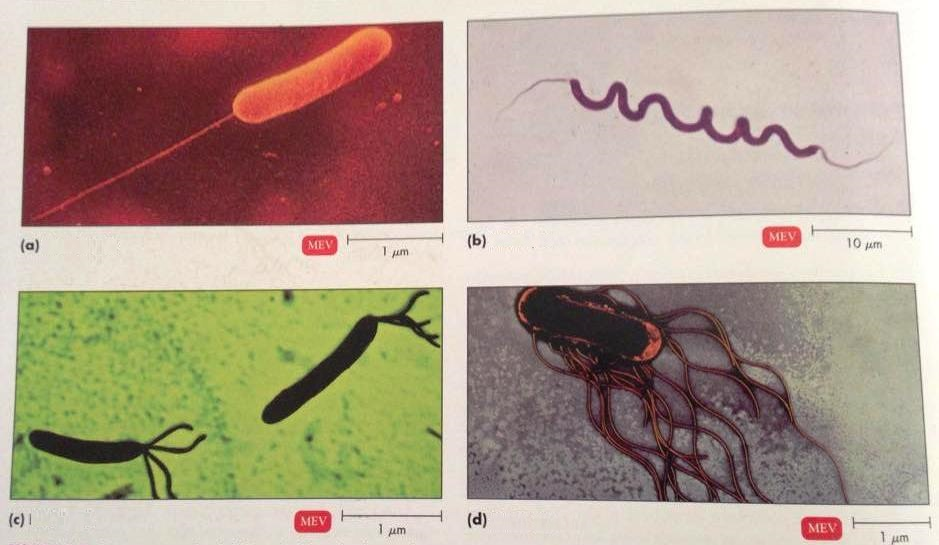 (a) MEV 1 μm
(b) MEV 10 μm
(c) MEV 1 μm
(d) MEV 1 μm